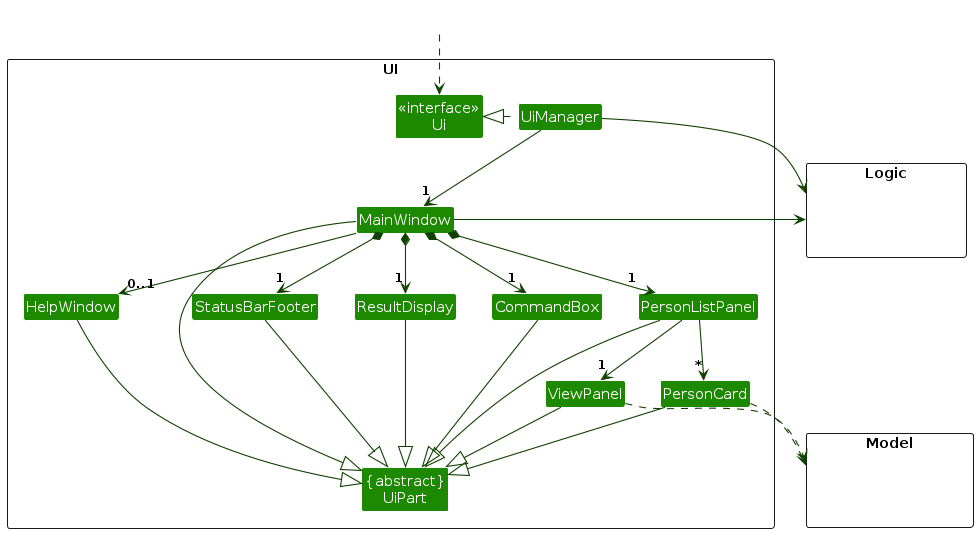 UI
«interface»
Ui
UiManager
Logic
1
MainWindow
0..1
1
1
1
1
HelpWindow
StatusBarFooter
ResultDisplay
CommandBox
PersonListPanel
1
*
ViewPanel
PersonCard
Model
{abstract}
UiPart